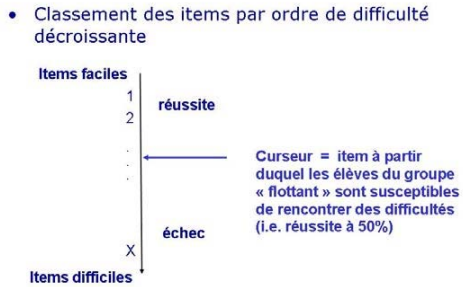 • Classement des items par ordre de difficulté
décroissante
Items faciles
1
réussite
2
.
.
.
Curseur = item à partir
duquel les élèves du groupe
« flottant » sont susceptibles
de rencontrer des difficultés
(i.e. réussite à 50%)
échec
X
Items difficiles